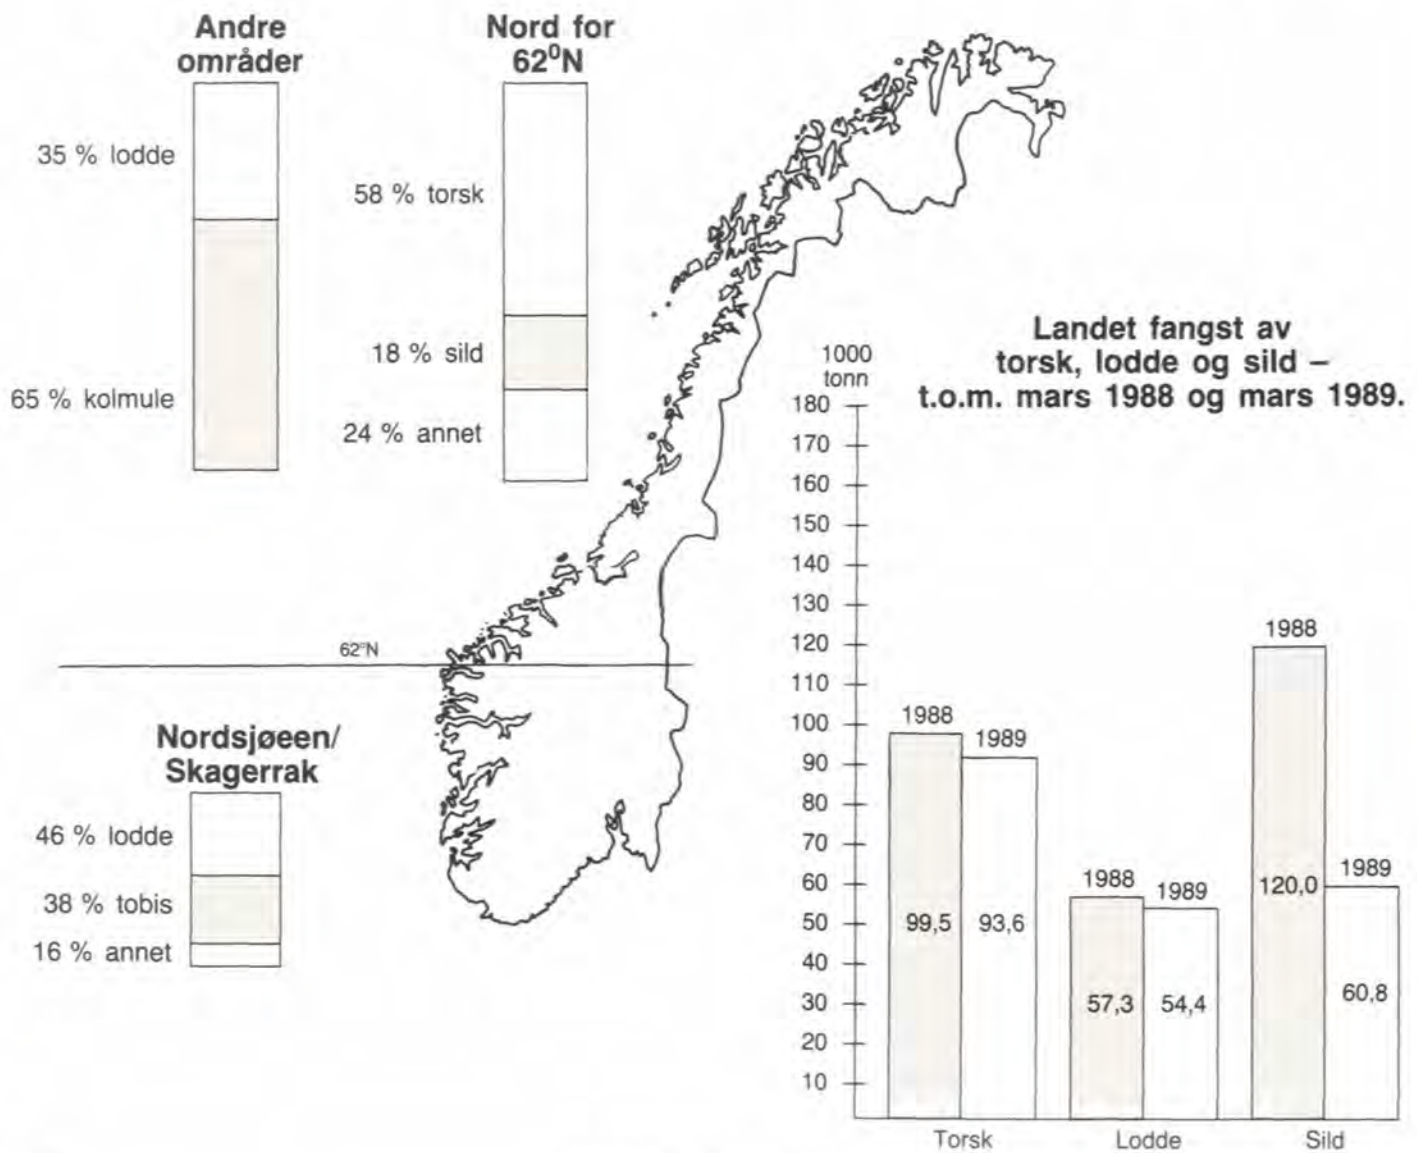 Andre
områder
35 % lodde
65 % kolmule
Nord for
62⁰N
58 % torsk
18 % sild
24 % annet
62°N
Nordsjøeen/
Skagerrak
46 % lodde
38 % tobis
16 % annet
Landet fangst av
torsk, lodde og sild –
t.o.m. mars 1988 og mars 1989.
1000
tonn
180
170
160
150
140
130
120
110
100
90
80
70
60
50
40
30
20
10
1988
1989
99,5
93,6
Torsk
1988
1989
57,3
54,4
Lodde
1988
1989
120,0
60,8
Sild